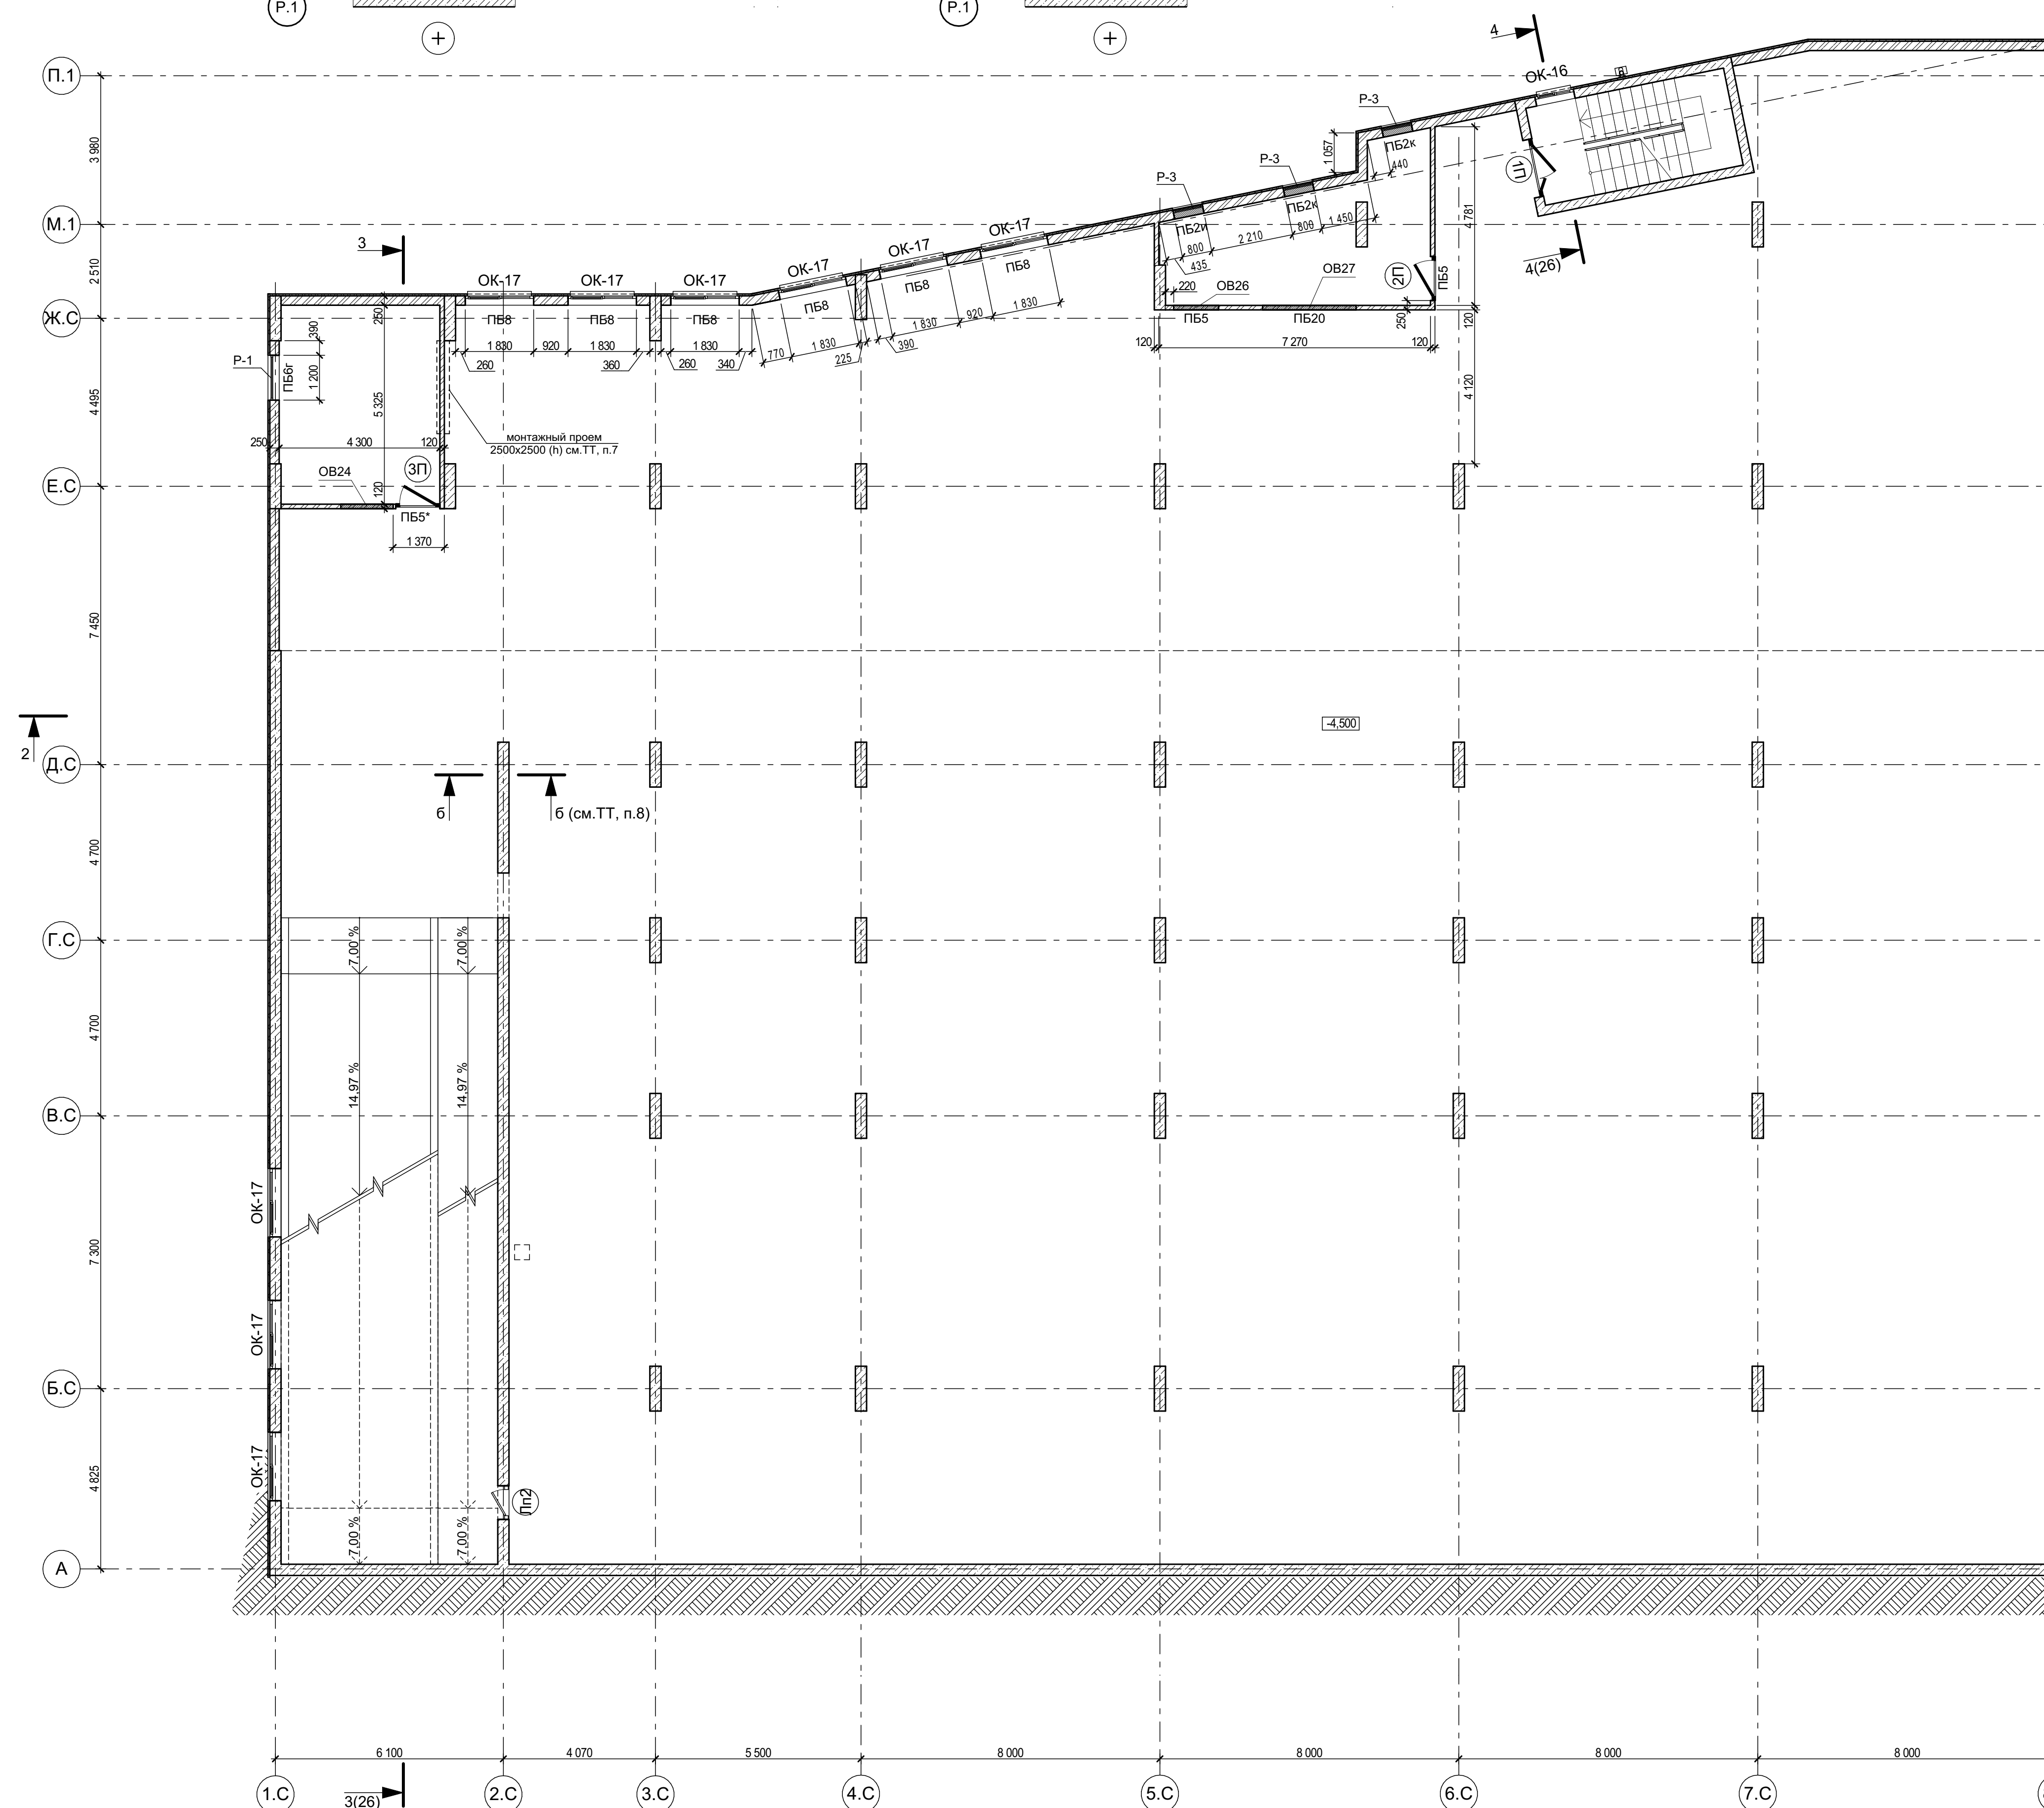 Р.1
Р.1
4
П.1
ОК-16
Р-3
3 980
1 057
ПБ2к
440
Р-3
1П
Р-3
ПБ2к
1 450
800
4 781
М.1
ОК-17
ПБ2и
2 210
800
435
3
2 510
ОК-17
ОК-17
4(26)
ОК-17
ОК-17
ОК-17
ПБ8
ОВ27
2П
ПБ5
ОВ26
220
Ж.С
250
ПБ8
ПБ8
ПБ8
ПБ8
ПБ8
1 830
920
1 830
ПБ5
ПБ20
250
120
390
1 830
920
1 830
1 830
770
1 830
225
390
120
7 270
120
Р-1
ПБ6г
1 200
260
360
260
340
4 495
5 325
4 120
250
4 300
120
монтажный проем
2500х2500 (h) см.ТТ, п.7
ОВ24
3П
Е.С
120
ПБ5*
1 370
7 450
-4,500
2
Д.С
б
б (см.ТТ, п.8)
4 700
Г.С
7,00 %
7,00 %
4 700
14,97 %
14,97 %
В.С
ОК-17
7 300
ОК-17
Б.С
ОК-17
4 825
Лп2
7,00 %
7,00 %
А
6 100
4 070
5 500
8 000
8 000
8 000
8 000
1.С
2.С
3.С
4.С
5.С
6.С
7.С
3(26)